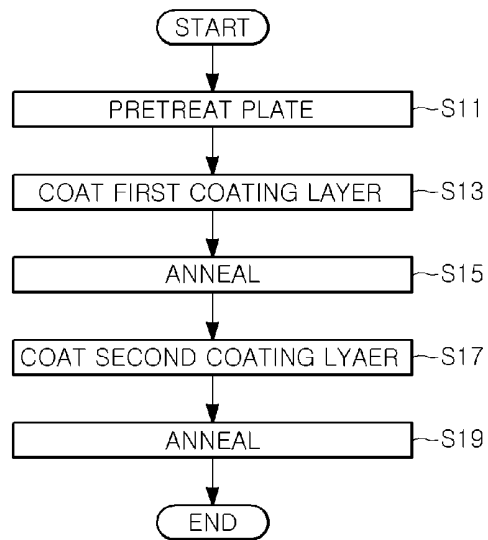 START
PRETREAT PLATE S11
COAT FIRST COATING LAYER S13
ANNEAL S15
COAT SECOND COATING LYAER S17
ANNEAL S19
END